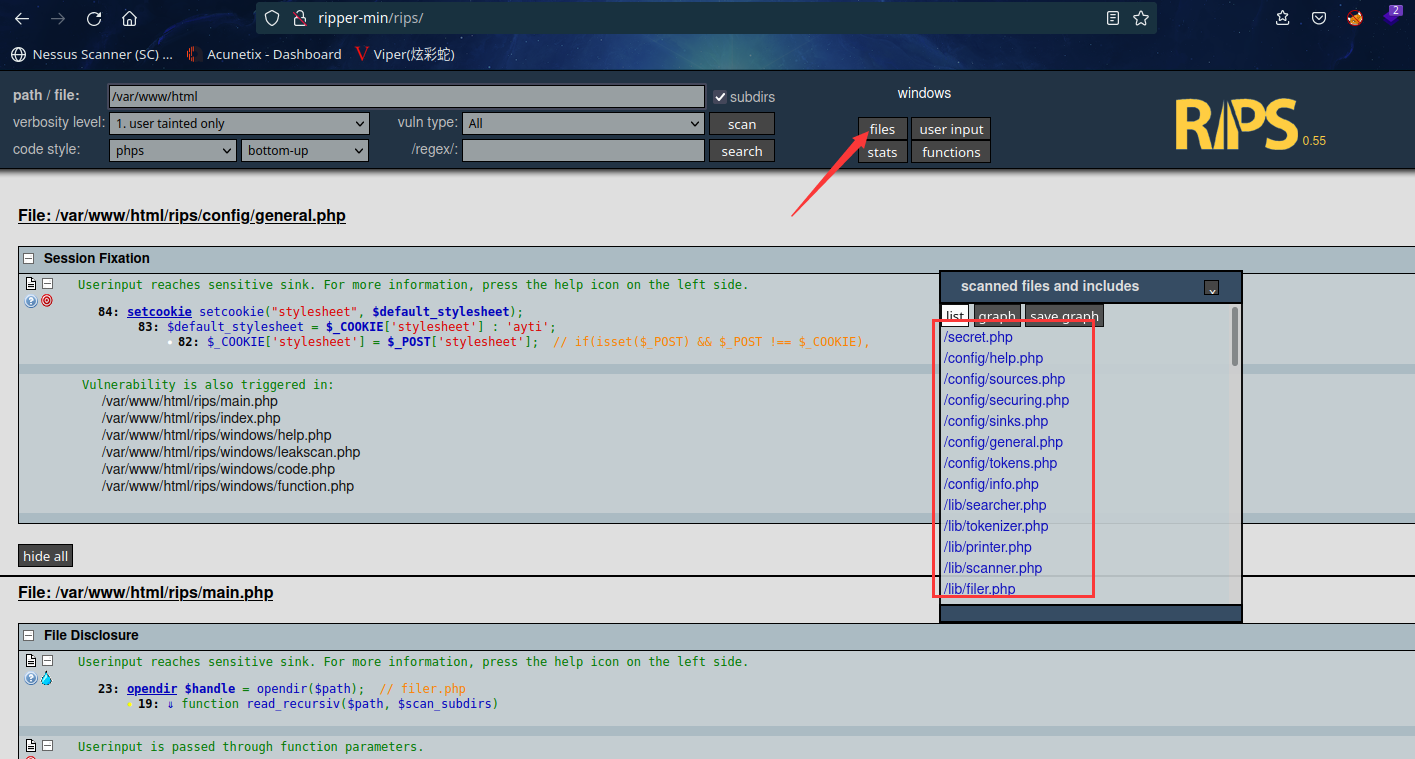 2
ripper-min/rips/
Nessus Scanner (SC) ... Acunetix - Dashboard Viper(炫彩蛇)
path / file: /var/www/html subdirs
verbosity level: 1. user tainted only vuln type: All scan
code style: phps bottom-up /regex/: search
windows
files user input
stats functions
RIPS 0.55
File: /var/www/html/rips/config/general.php
Session Fixation
Userinput reaches sensitive sink. For more information, press the help icon on the left side.
84: setcookie setcookie("stylesheet", $default_stylesheet);
83: $default_stylesheet = $_COOKIE['stylesheet'] : 'ayti';
82: $_COOKIE['stylesheet'] = $_POST['stylesheet']; // if(isset($_POST) && $_POST !== $_COOKIE),
Vulnerability is also triggered in:
/var/www/html/rips/main.php
/var/www/html/rips/index.php
/var/www/html/rips/windows/help.php
/var/www/html/rips/windows/leakscan.php
/var/www/html/rips/windows/code.php
/var/www/html/rips/windows/function.php
hide all
scanned files and includes
list graph save graph
/secret.php
/config/help.php
/config/sources.php
/config/securing.php
/config/sinks.php
/config/general.php
/config/tokens.php
/config/info.php
/lib/searcher.php
/lib/tokenizer.php
/lib/printer.php
/lib/scanner.php
/lib/filer.php
File: /var/www/html/rips/main.php
File Disclosure
Userinput reaches sensitive sink. For more information, press the help icon on the left side.
23: opendir $handle = opendir($path); // filer.php
19: ⇓ function read_recursiv($path, $scan_subdirs)
Userinput is passed through function parameters.